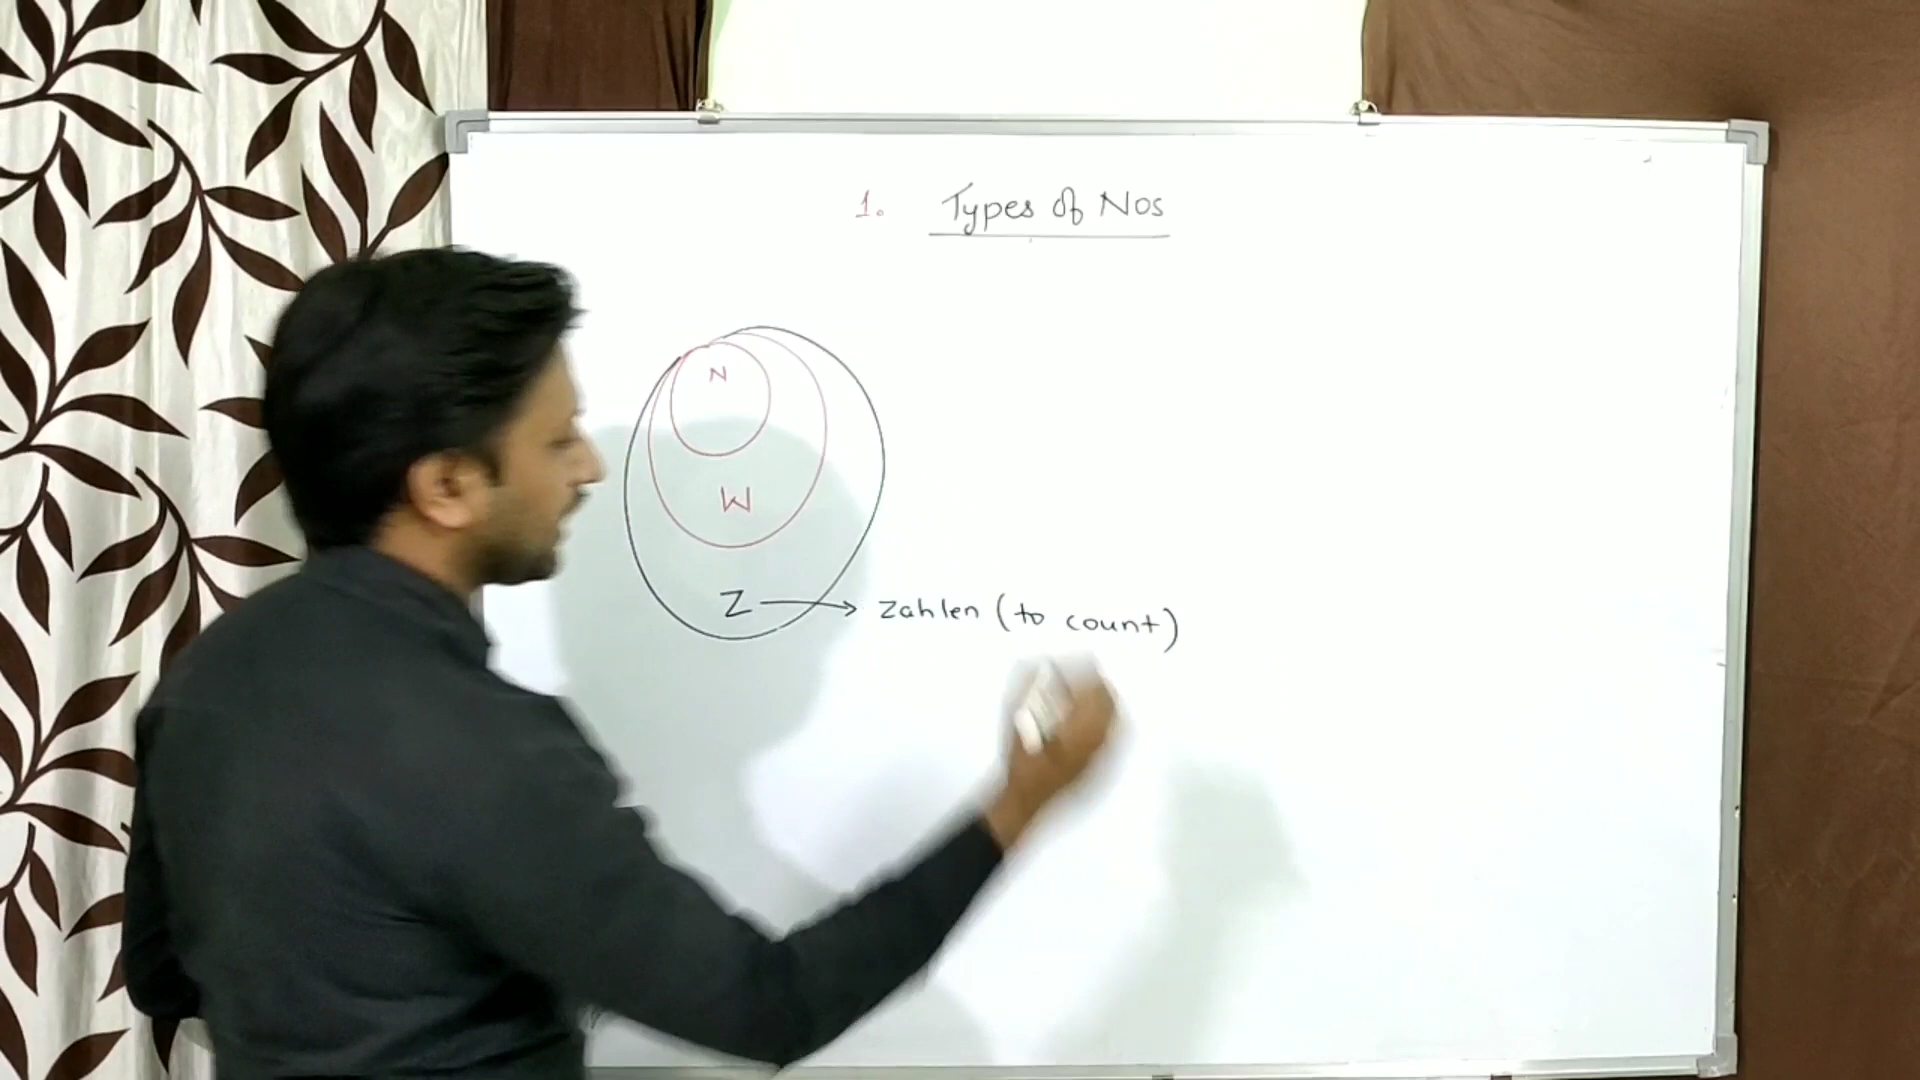 1. Types of Nos
N
W
Z → Zahlen (to count)